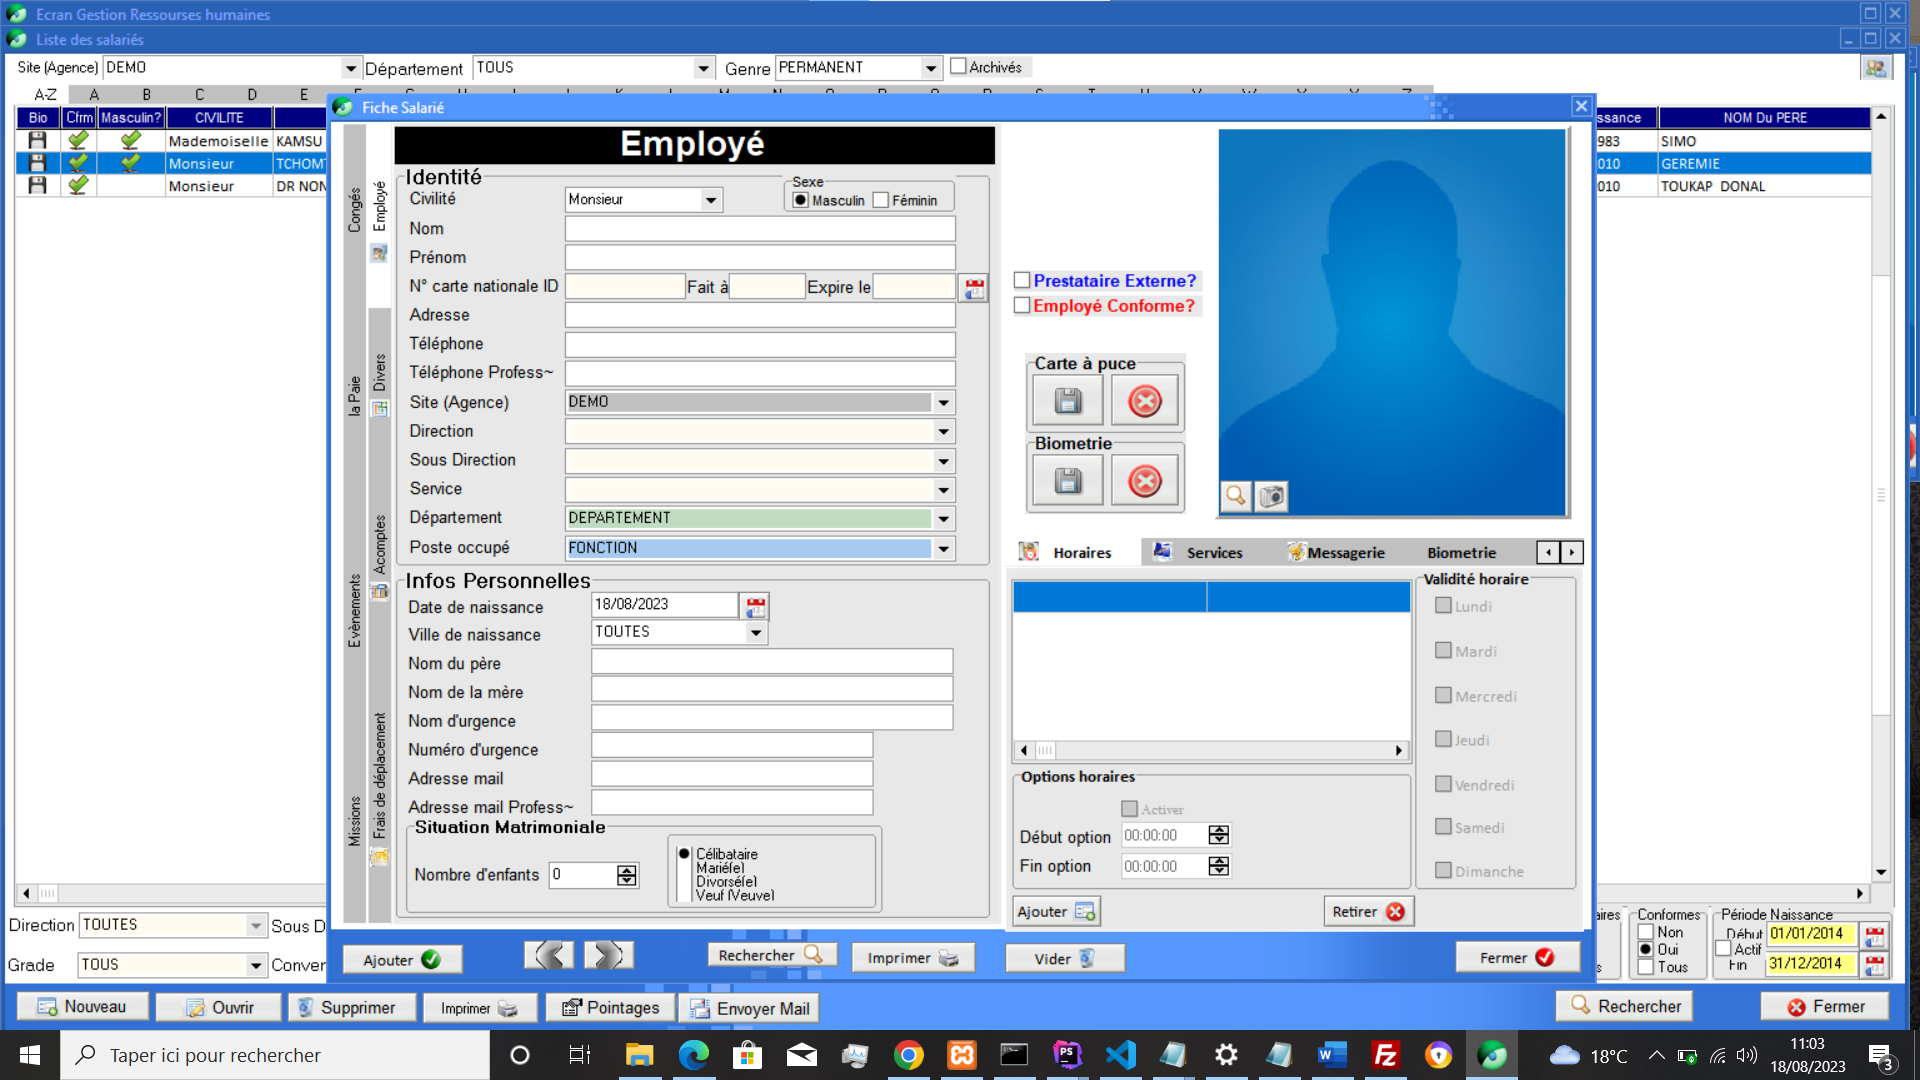 Ecran Gestion Ressourses humaines
Liste des salariés
Site (Agence) DEMO Département TOUS Genre PERMANENT Archivés
A-Z A B C D E
Bio Cfrm Masculin? CIVILITE ssance NOM Du PERE
Mademoiselle KAMSU 983 SIMO
Monsieur TCHOMT 010 GEREMIE
Monsieur DR NON 010 TOUKAP DONAL
Fiche Salarié
Congés
la Paie
Evènements
Missions
Employé
Divers
Acomptes
Frais de déplacement
Employé
Identité
Civilité Monsieur
Sexe
Masculin Féminin
Nom
Prénom
N° carte nationale ID Fait à Expire le
Adresse
Téléphone
Téléphone Profess~
Site (Agence) DEMO
Direction
Sous Direction
Service
Département DEPARTEMENT
Poste occupé FONCTION
Infos Personnelles
Date de naissance 18/08/2023
Ville de naissance TOUTES
Nom du père
Nom de la mère
Nom d'urgence
Numéro d'urgence
Adresse mail
Adresse mail Profess~
Situation Matrimoniale
Nombre d'enfants 0
Célibataire
Marié(e)
Divorsé(e)
Veuf (Veuve)
Prestataire Externe?
Employé Conforme?
Carte à puce
Biometrie
Horaires Services Messagerie Biometrie
Validité horaire
Lundi
Mardi
Mercredi
Jeudi
Vendredi
Samedi
Dimanche
Options horaires
Activer
Début option 00:00:00
Fin option 00:00:00
Ajouter Retirer
Ajouter Rechercher Imprimer Vider Fermer
Direction TOUTES Sous D
Grade TOUS Conver
aires
s
Conformes
Non
Oui
Tous
Période Naissance
Début 01/01/2014
Actif
Fin 31/12/2014
Nouveau Ouvrir Supprimer Imprimer Pointages Envoyer Mail Rechercher Fermer
Taper ici pour rechercher
18°C
11:03
18/08/2023
3